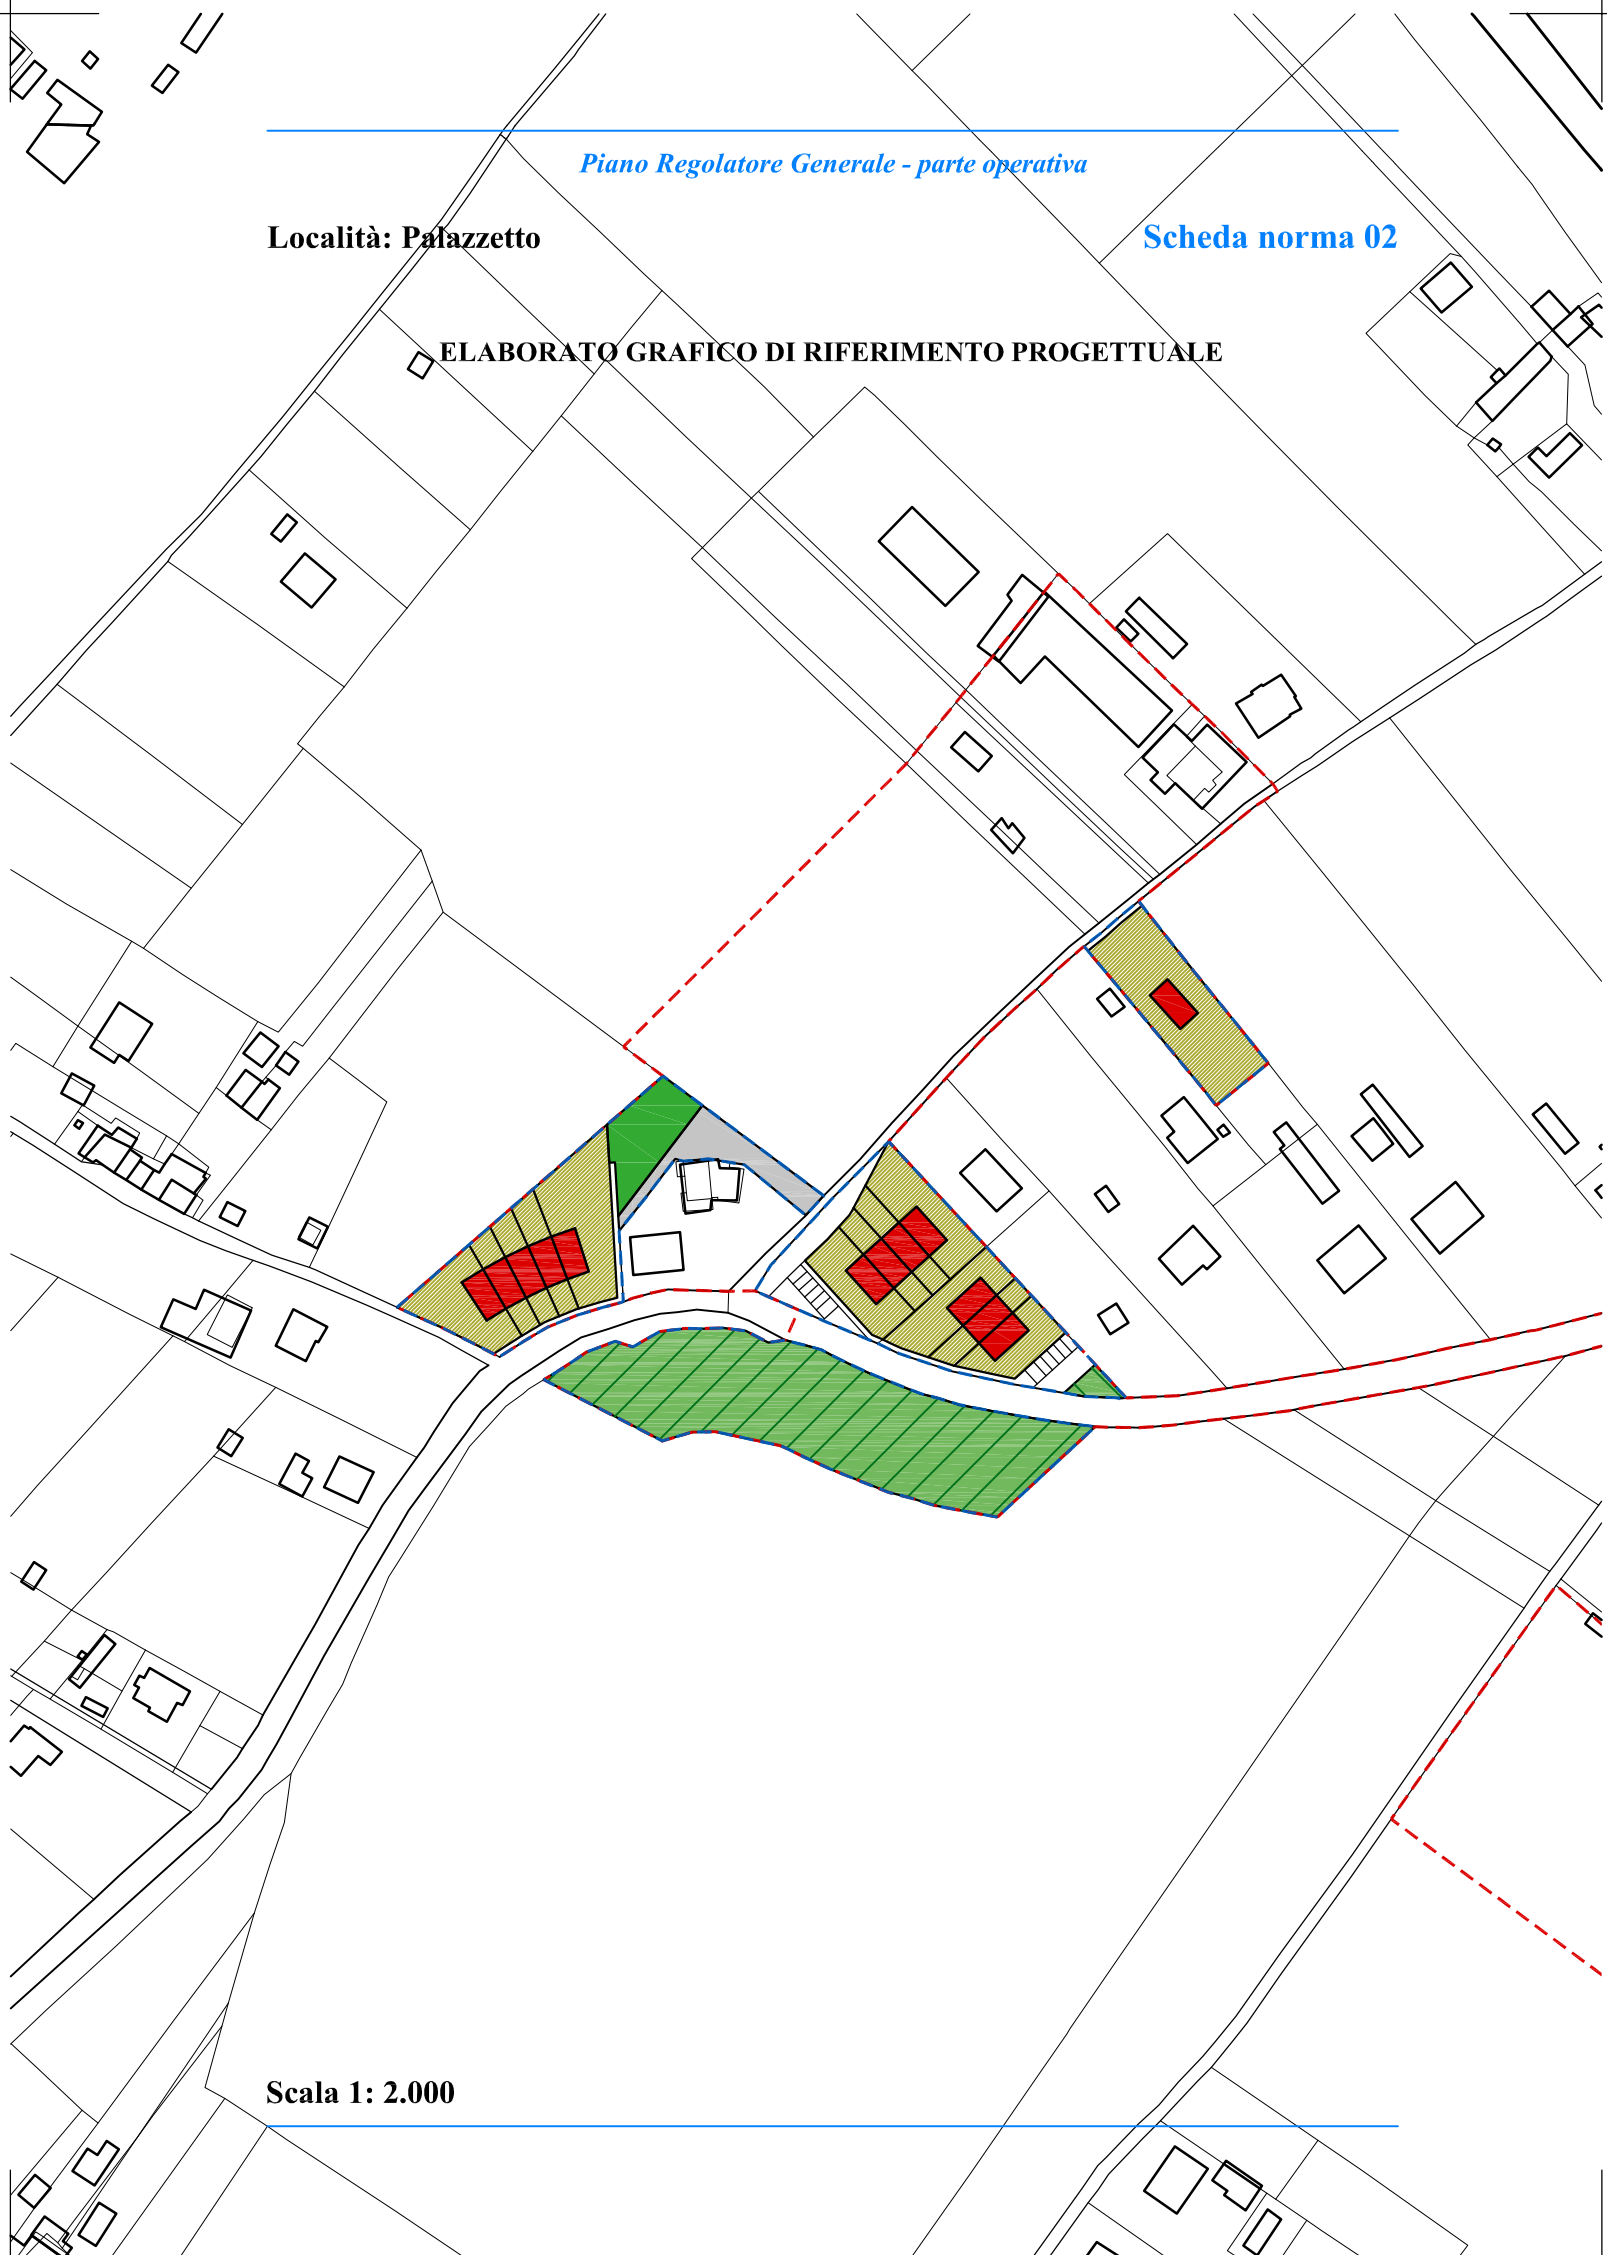 Piano Regolatore Generale - parte operativa
Località: Palazzetto
Scheda norma 02
ELABORATO GRAFICO DI RIFERIMENTO PROGETTUALE
Scala 1: 2.000